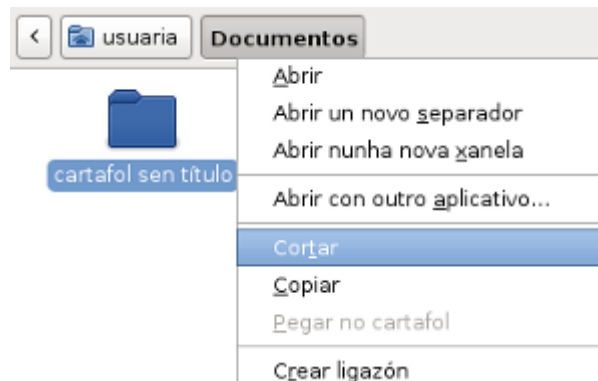 usuaria Documentos
Abrir
Abrir un novo separador
Abrir nunha nova xanela
cartafol sen título
Abrir con outro aplicativo...
Cortar
Copiar
Pegar no cartafol
Crear ligazón